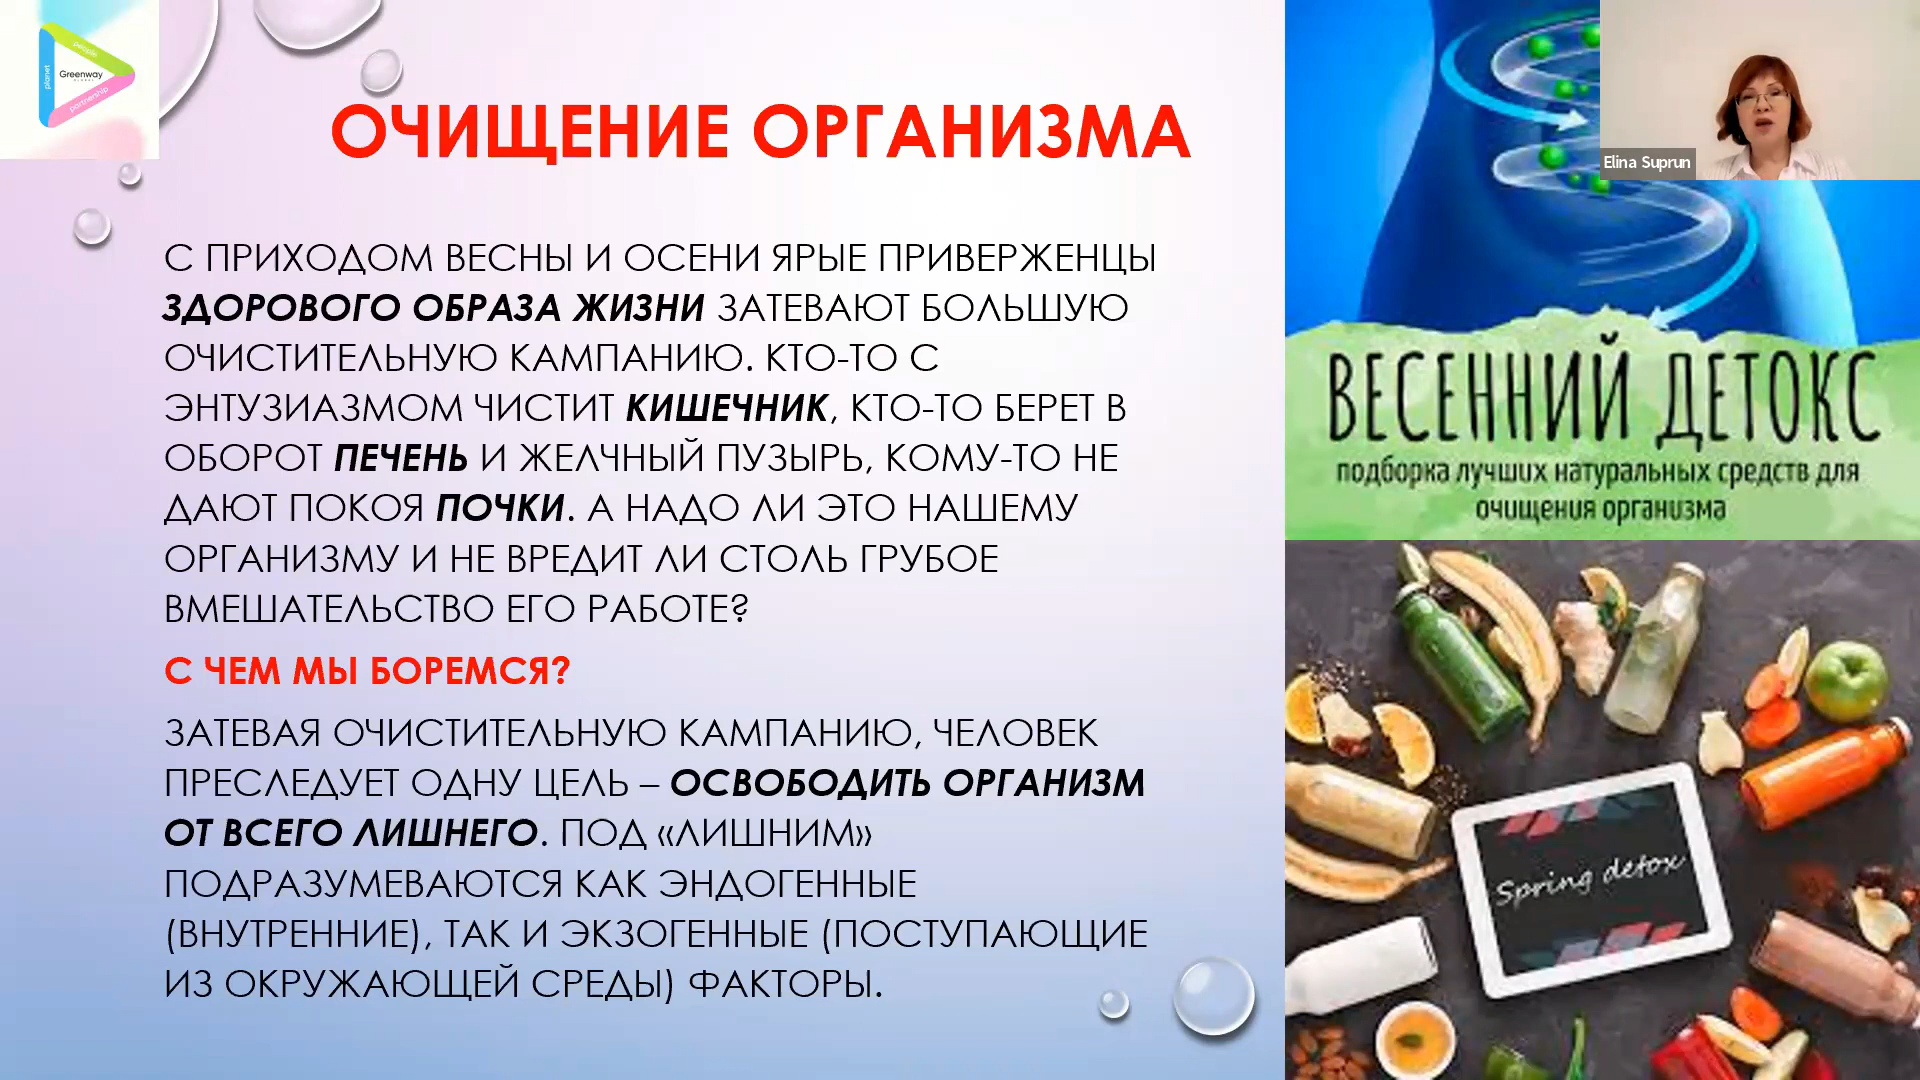 people
planet
Greenway
GLOBAL
partnership
ОЧИЩЕНИЕ ОРГАНИЗМА
С ПРИХОДОМ ВЕСНЫ И ОСЕНИ ЯРЫЕ ПРИВЕРЖЕНЦЫ
ЗДОРОВОГО ОБРАЗА ЖИЗНИ ЗАТЕВАЮТ БОЛЬШУЮ
ОЧИСТИТЕЛЬНУЮ КАМПАНИЮ. КТО-ТО С
ЭНТУЗИАЗМОМ ЧИСТИТ КИШЕЧНИК, КТО-ТО БЕРЕТ В
ОБОРОТ ПЕЧЕНЬ И ЖЕЛЧНЫЙ ПУЗЫРЬ, КОМУ-ТО НЕ
ДАЮТ ПОКОЯ ПОЧКИ. А НАДО ЛИ ЭТО НАШЕМУ
ОРГАНИЗМУ И НЕ ВРЕДИТ ЛИ СТОЛЬ ГРУБОЕ
ВМЕШАТЕЛЬСТВО ЕГО РАБОТЕ?
С ЧЕМ МЫ БОРЕМСЯ?
ЗАТЕВАЯ ОЧИСТИТЕЛЬНУЮ КАМПАНИЮ, ЧЕЛОВЕК
ПРЕСЛЕДУЕТ ОДНУ ЦЕЛЬ – ОСВОБОДИТЬ ОРГАНИЗМ
ОТ ВСЕГО ЛИШНЕГО. ПОД «ЛИШНИМ»
ПОДРАЗУМЕВАЮТСЯ КАК ЭНДОГЕННЫЕ
(ВНУТРЕННИЕ), ТАК И ЭКЗОГЕННЫЕ (ПОСТУПАЮЩИЕ
ИЗ ОКРУЖАЮЩЕЙ СРЕДЫ) ФАКТОРЫ.
Elina Suprun
ВЕСЕННИЙ ДЕТОКС
подборка лучших натуральных средств для
очищения организма
Spring detox